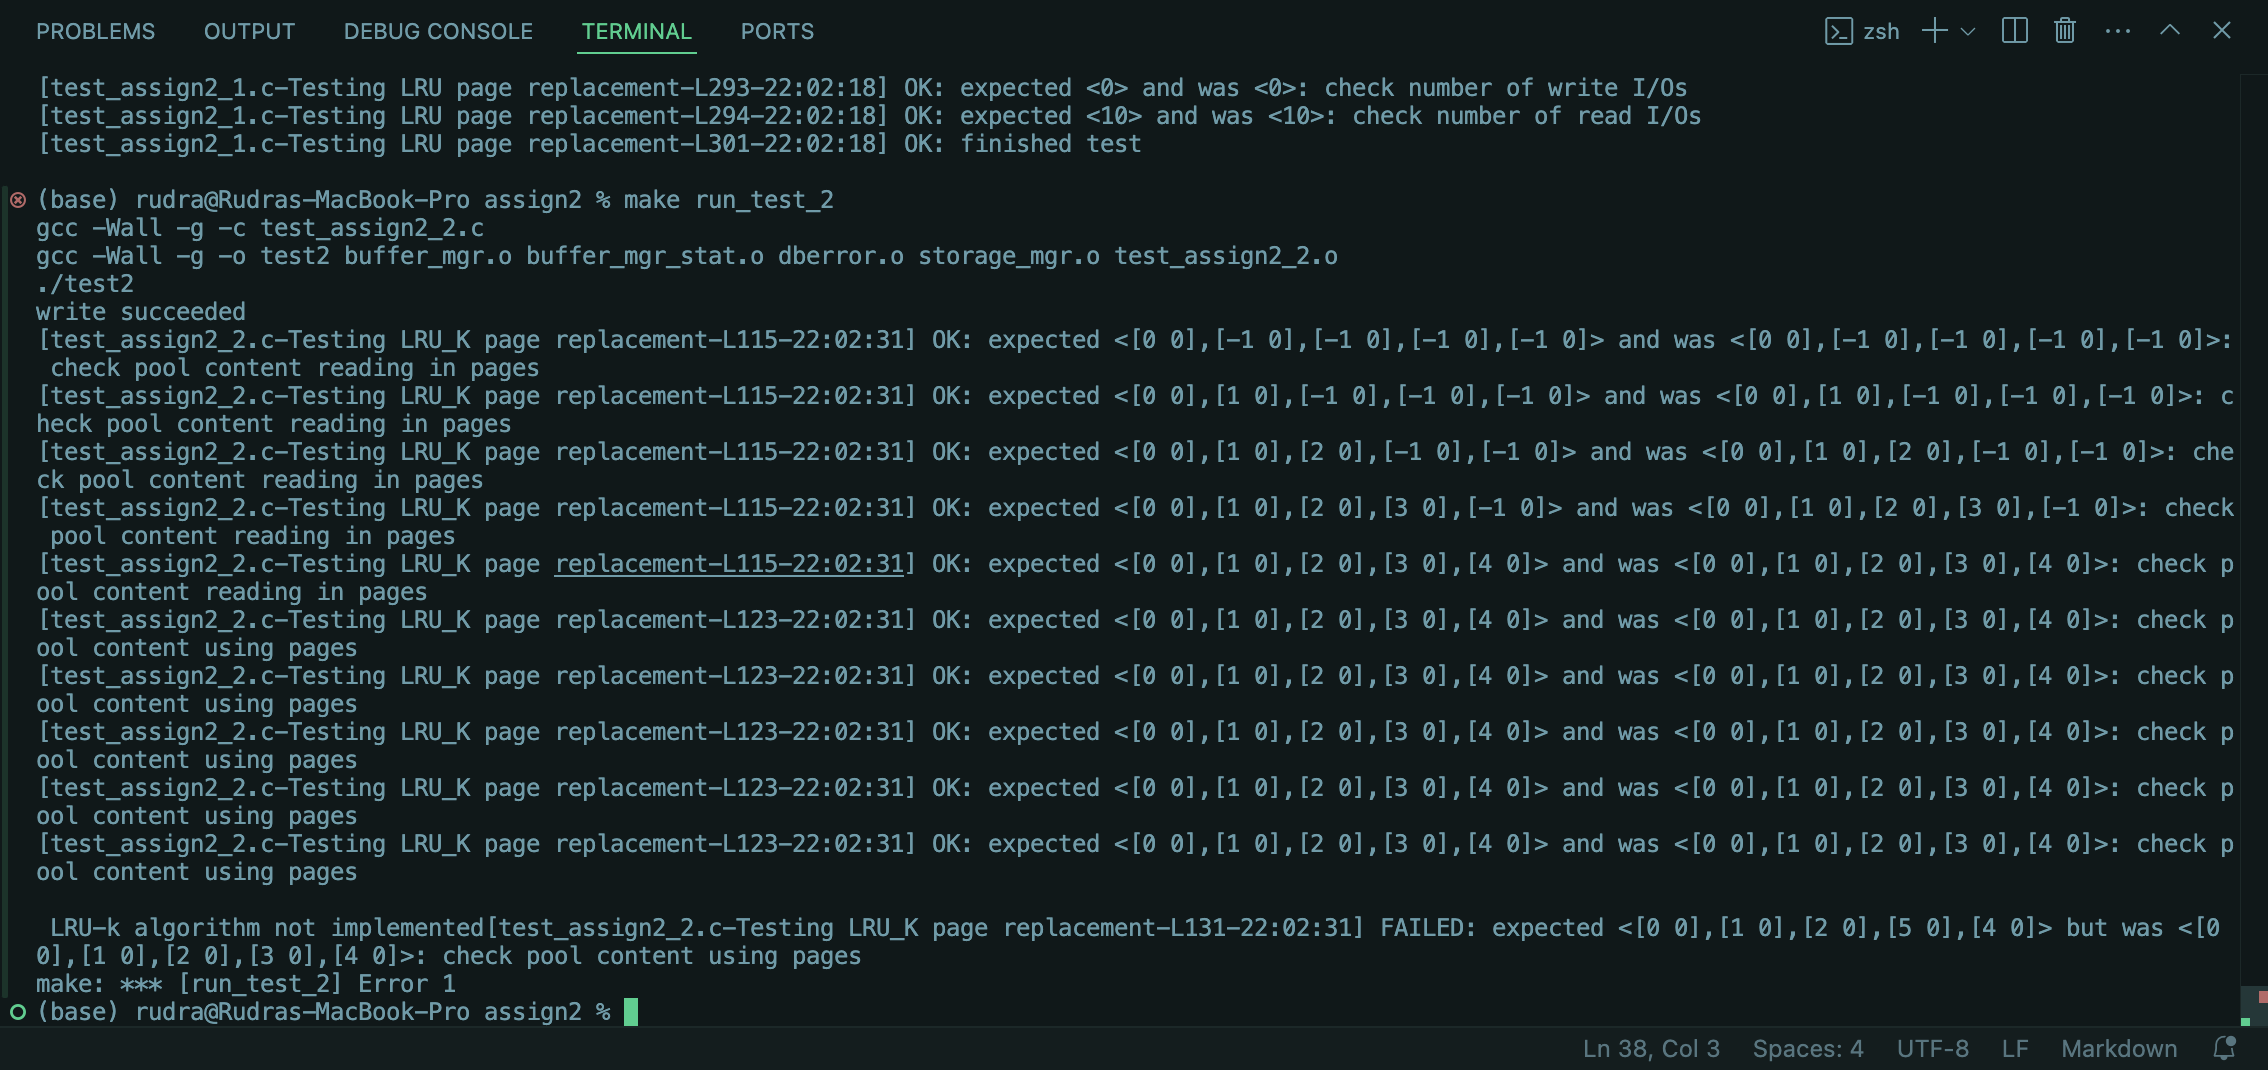 PROBLEMS OUTPUT DEBUG CONSOLE TERMINAL PORTS zsh
[test_assign2_1.c-Testing LRU page replacement-L293-22:02:18] OK: expected <0> and was <0>: check number of write I/Os
[test_assign2_1.c-Testing LRU page replacement-L294-22:02:18] OK: expected <10> and was <10>: check number of read I/Os
[test_assign2_1.c-Testing LRU page replacement-L301-22:02:18] OK: finished test
(base) rudra@Rudras-MacBook-Pro assign2 % make run_test_2
gcc -Wall -g -c test_assign2_2.c
gcc -Wall -g -o test2 buffer_mgr.o buffer_mgr_stat.o dberror.o storage_mgr.o test_assign2_2.o
./test2
write succeeded
[test_assign2_2.c-Testing LRU_K page replacement-L115-22:02:31] OK: expected <[0 0],[-1 0],[-1 0],[-1 0],[-1 0]> and was <[0 0],[-1 0],[-1 0],[-1 0],[-1 0]>:
check pool content reading in pages
[test_assign2_2.c-Testing LRU_K page replacement-L115-22:02:31] OK: expected <[0 0],[1 0],[-1 0],[-1 0],[-1 0]> and was <[0 0],[1 0],[-1 0],[-1 0],[-1 0]>: c
heck pool content reading in pages
[test_assign2_2.c-Testing LRU_K page replacement-L115-22:02:31] OK: expected <[0 0],[1 0],[2 0],[-1 0],[-1 0]> and was <[0 0],[1 0],[2 0],[-1 0],[-1 0]>: che
ck pool content reading in pages
[test_assign2_2.c-Testing LRU_K page replacement-L115-22:02:31] OK: expected <[0 0],[1 0],[2 0],[3 0],[-1 0]> and was <[0 0],[1 0],[2 0],[3 0],[-1 0]>: check
pool content reading in pages
[test_assign2_2.c-Testing LRU_K page replacement-L115-22:02:31] OK: expected <[0 0],[1 0],[2 0],[3 0],[4 0]> and was <[0 0],[1 0],[2 0],[3 0],[4 0]>: check p
ool content reading in pages
[test_assign2_2.c-Testing LRU_K page replacement-L123-22:02:31] OK: expected <[0 0],[1 0],[2 0],[3 0],[4 0]> and was <[0 0],[1 0],[2 0],[3 0],[4 0]>: check p
ool content using pages
[test_assign2_2.c-Testing LRU_K page replacement-L123-22:02:31] OK: expected <[0 0],[1 0],[2 0],[3 0],[4 0]> and was <[0 0],[1 0],[2 0],[3 0],[4 0]>: check p
ool content using pages
[test_assign2_2.c-Testing LRU_K page replacement-L123-22:02:31] OK: expected <[0 0],[1 0],[2 0],[3 0],[4 0]> and was <[0 0],[1 0],[2 0],[3 0],[4 0]>: check p
ool content using pages
[test_assign2_2.c-Testing LRU_K page replacement-L123-22:02:31] OK: expected <[0 0],[1 0],[2 0],[3 0],[4 0]> and was <[0 0],[1 0],[2 0],[3 0],[4 0]>: check p
ool content using pages
[test_assign2_2.c-Testing LRU_K page replacement-L123-22:02:31] OK: expected <[0 0],[1 0],[2 0],[3 0],[4 0]> and was <[0 0],[1 0],[2 0],[3 0],[4 0]>: check p
ool content using pages
LRU-k algorithm not implemented[test_assign2_2.c-Testing LRU_K page replacement-L131-22:02:31] FAILED: expected <[0 0],[1 0],[2 0],[5 0],[4 0]> but was <[0
0],[1 0],[2 0],[3 0],[4 0]>: check pool content using pages
make: *** [run_test_2] Error 1
(base) rudra@Rudras-MacBook-Pro assign2 %
Ln 38, Col 3 Spaces: 4 UTF-8 LF Markdown